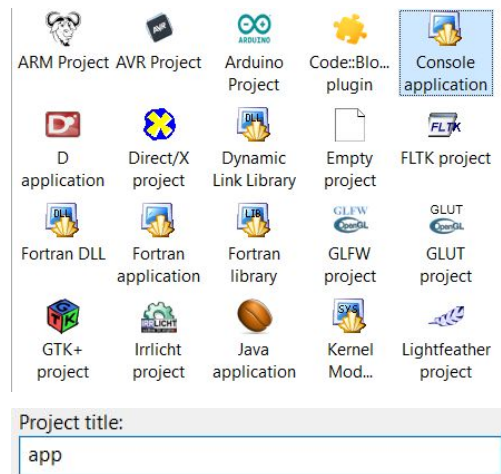 ARM Project AVR Project Arduino Project Code::Blo... plugin Console application
D application Direct/X project Dynamic Link Library Empty project FLTK project
Fortran DLL Fortran application Fortran library GLFW project GLUT project
GTK+ project Irrlicht project Java application Kernel Mod... Lightfeather project
Project title:
app